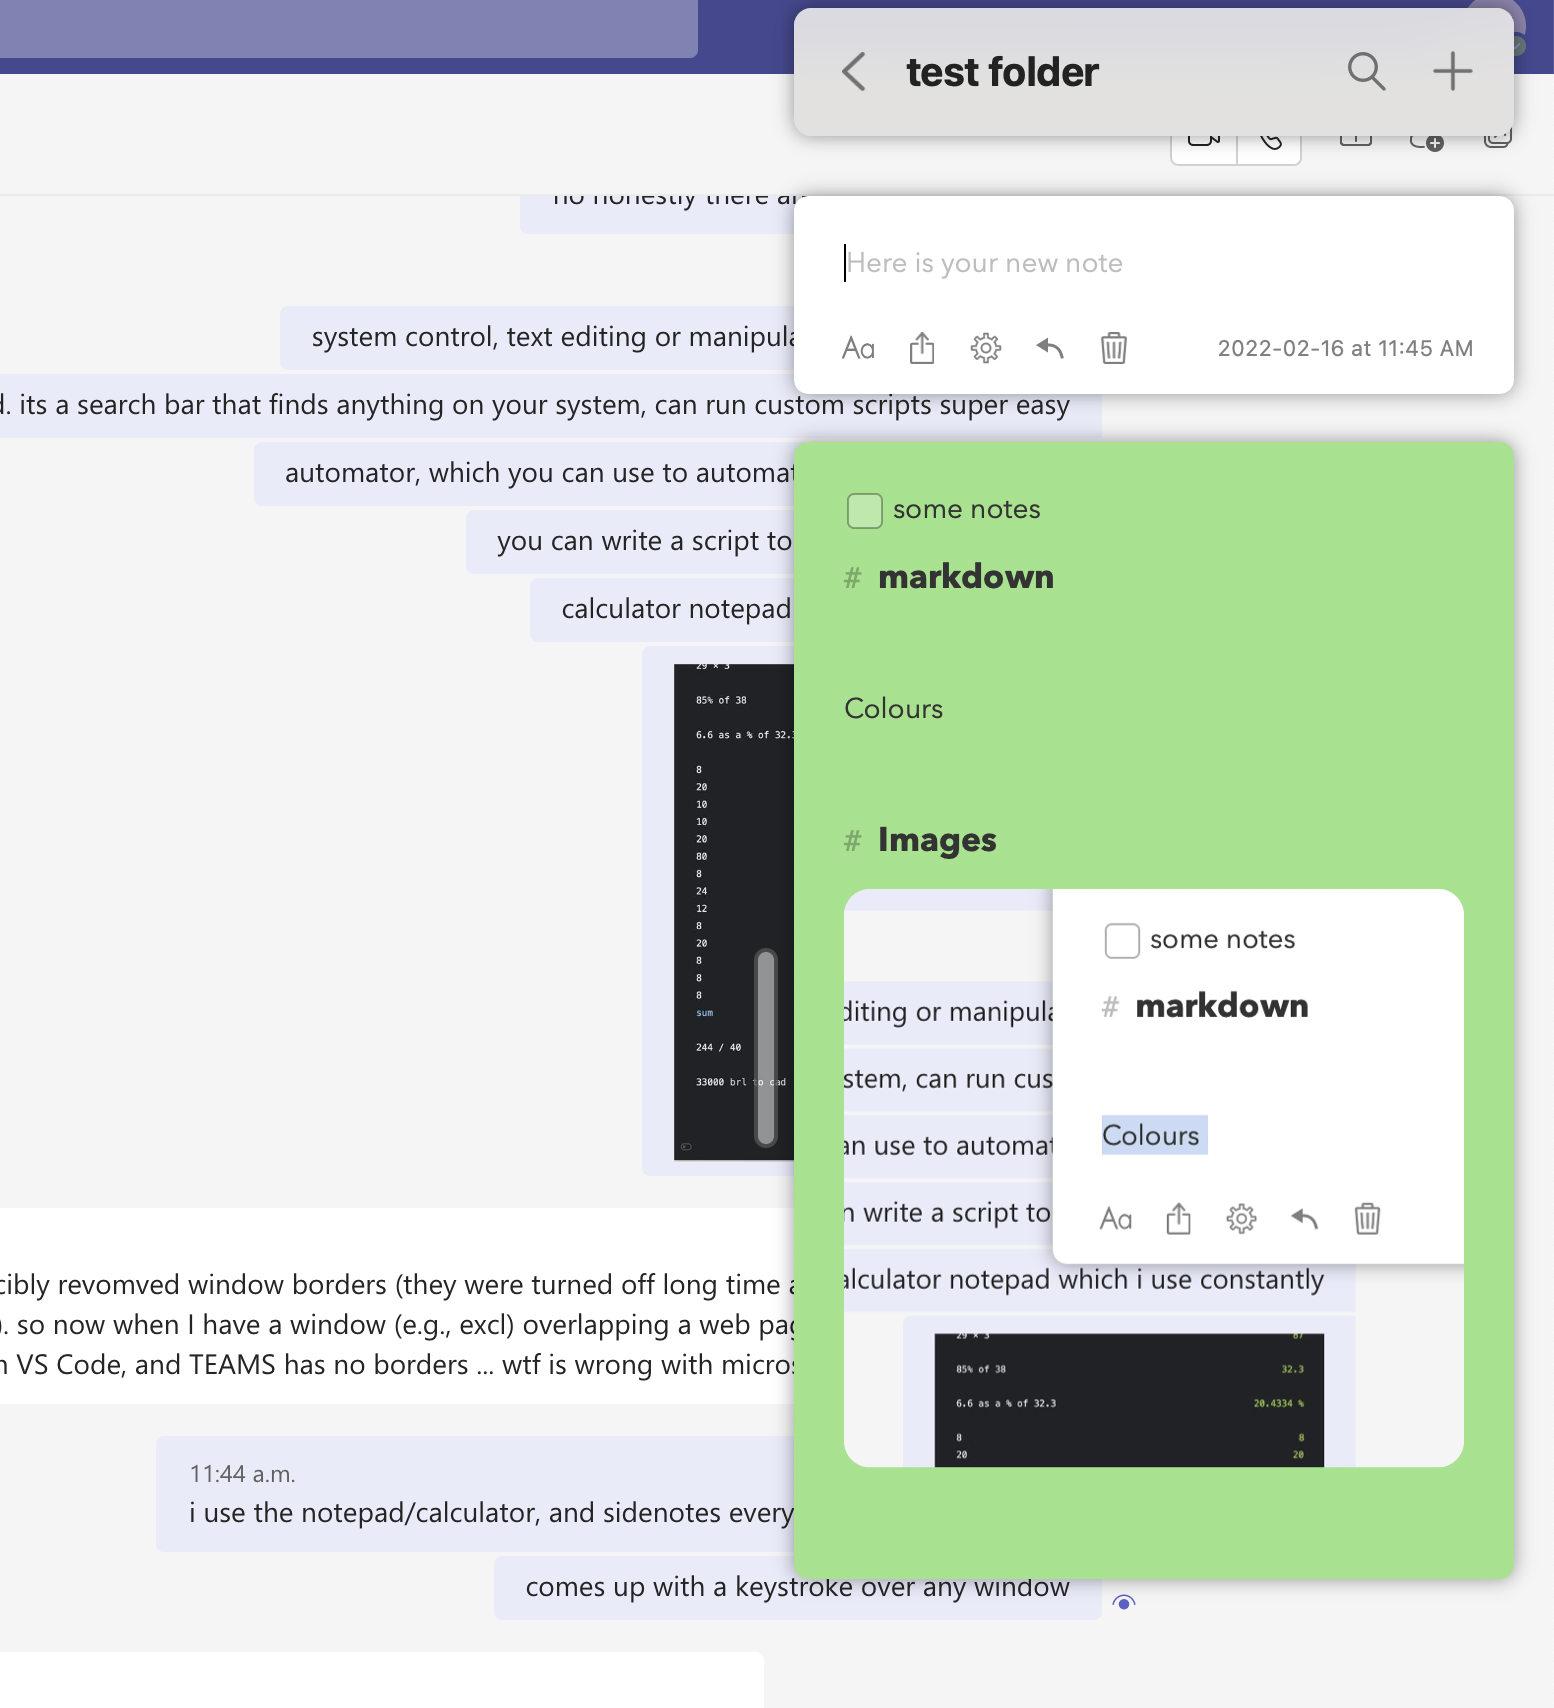 test folder
no honestly there
Here is your new note
Aa
2022-02-16 at 11:45 AM
system control, text editing or
. its a search bar that finds anything on your system, can run custom scripts super easy
automator, which you can use to
you can write a script to
calculator notepad
29 × 3
85% of 38
6.6 as a % of 32.3
8
20
10
10
20
80
8
24
12
8
20
8
8
8
sum
244 / 40
33000 brl to cad
some notes
# markdown
Colours
# Images
some notes
# markdown
Colours
Aa
diting or
stem, can run
an use to
n write a script to
alculator notepad which i use constantly
29 × 3 87
85% of 38 32.3
6.6 as a % of 32.3 20.4334 %
8 8
20 20
cibly revomved window borders (they were turned off long time
). so now when I have a window (e.g., excl) overlapping a web
n VS Code, and TEAMS has no borders ... wtf is wrong with
11:44 a.m.
i use the notepad/calculator, and sidenotes every
comes up with a keystroke over any window